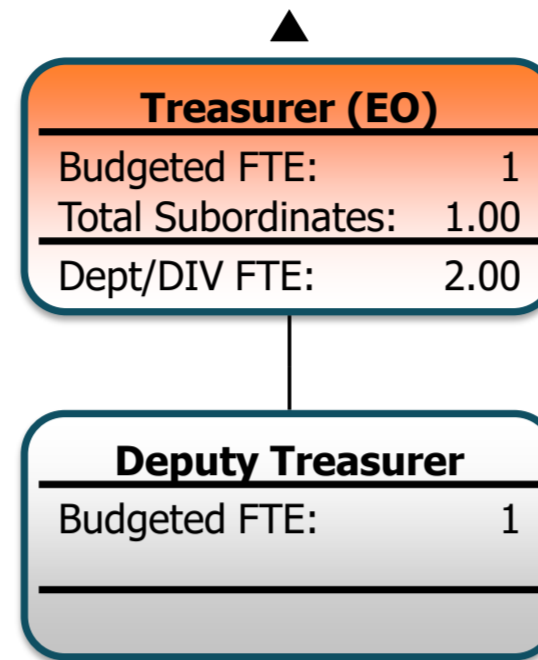 Treasurer (EO)
Budgeted FTE: 1
Total Subordinates: 1.00
Dept/DIV FTE: 2.00
Deputy Treasurer
Budgeted FTE: 1